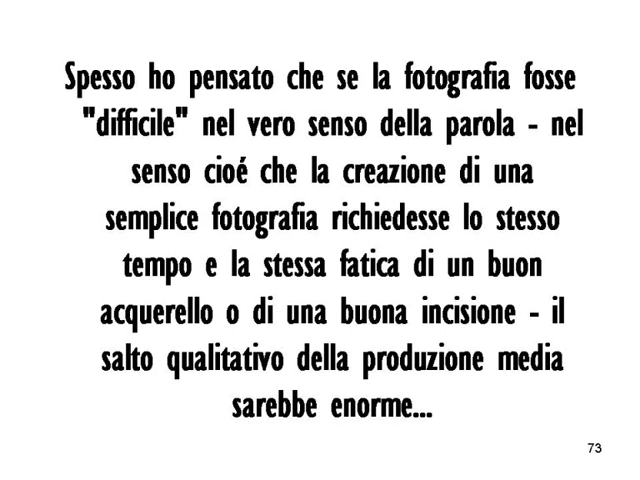 Spesso ho pensato che se la fotografia fosse
"difficile" nel vero senso della parola - nel
senso cioé che la creazione di una
semplice fotografia richiedesse lo stesso
tempo e la stessa fatica di un buon
acquerello o di una buona incisione - il
salto qualitativo della produzione media
sarebbe enorme...
73